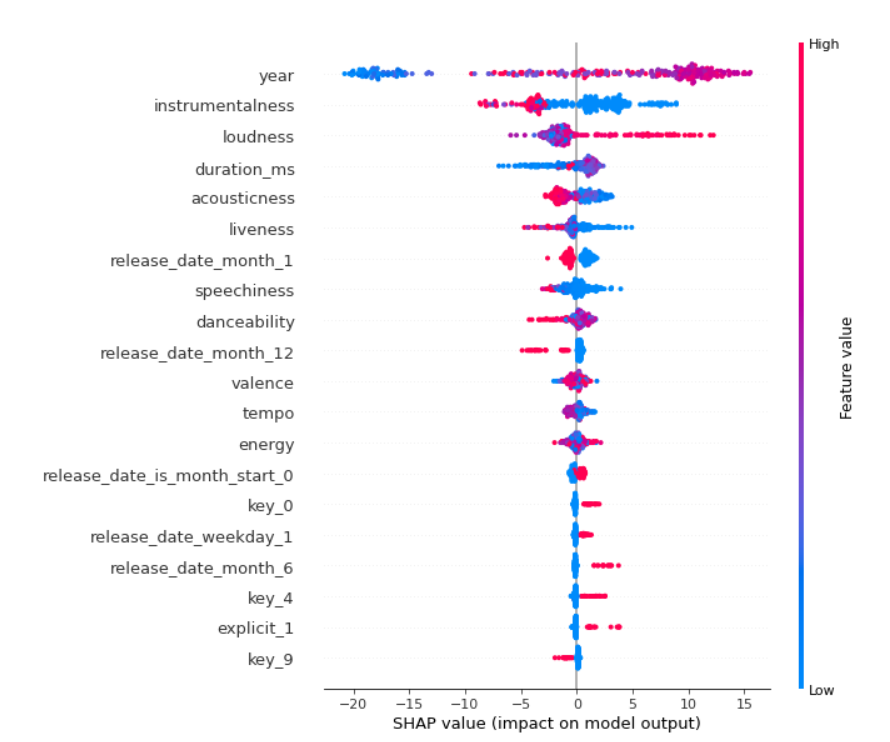 High
year
instrumentalness
loudness
duration_ms
acousticness
liveness
release_date_month_1
speechiness
danceability
release_date_month_12
valence
tempo
energy
release_date_is_month_start_0
key_0
release_date_weekday_1
release_date_month_6
key_4
explicit_1
key_9
Feature value
Low
−20 −15 −10 −5 0 5 10 15
SHAP value (impact on model output)